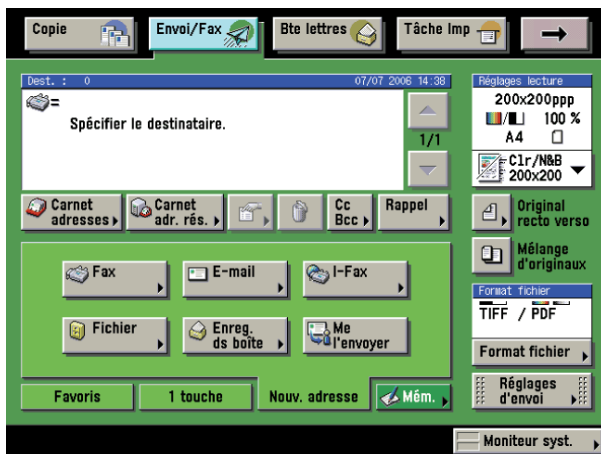 Copie
Envoi/Fax
Bte lettres
Tâche Imp
Dest. : 0
07/07 2006 14:38
Spécifier le destinataire.
1/1
Carnet
adresses
Carnet
adr. rés.
Cc
Bcc
Rappel
Fax
E-mail
I-Fax
Fichier
Enreg.
ds boîte
Me
l'envoyer
Favoris
1 touche
Nouv. adresse
Mém.
Réglages lecture
200x200ppp
100 %
A4
Clr/N&B
200x200
Original
recto verso
Mélange
d'originaux
Format fichier
TIFF / PDF
Format fichier
Réglages
d'envoi
Moniteur syst.